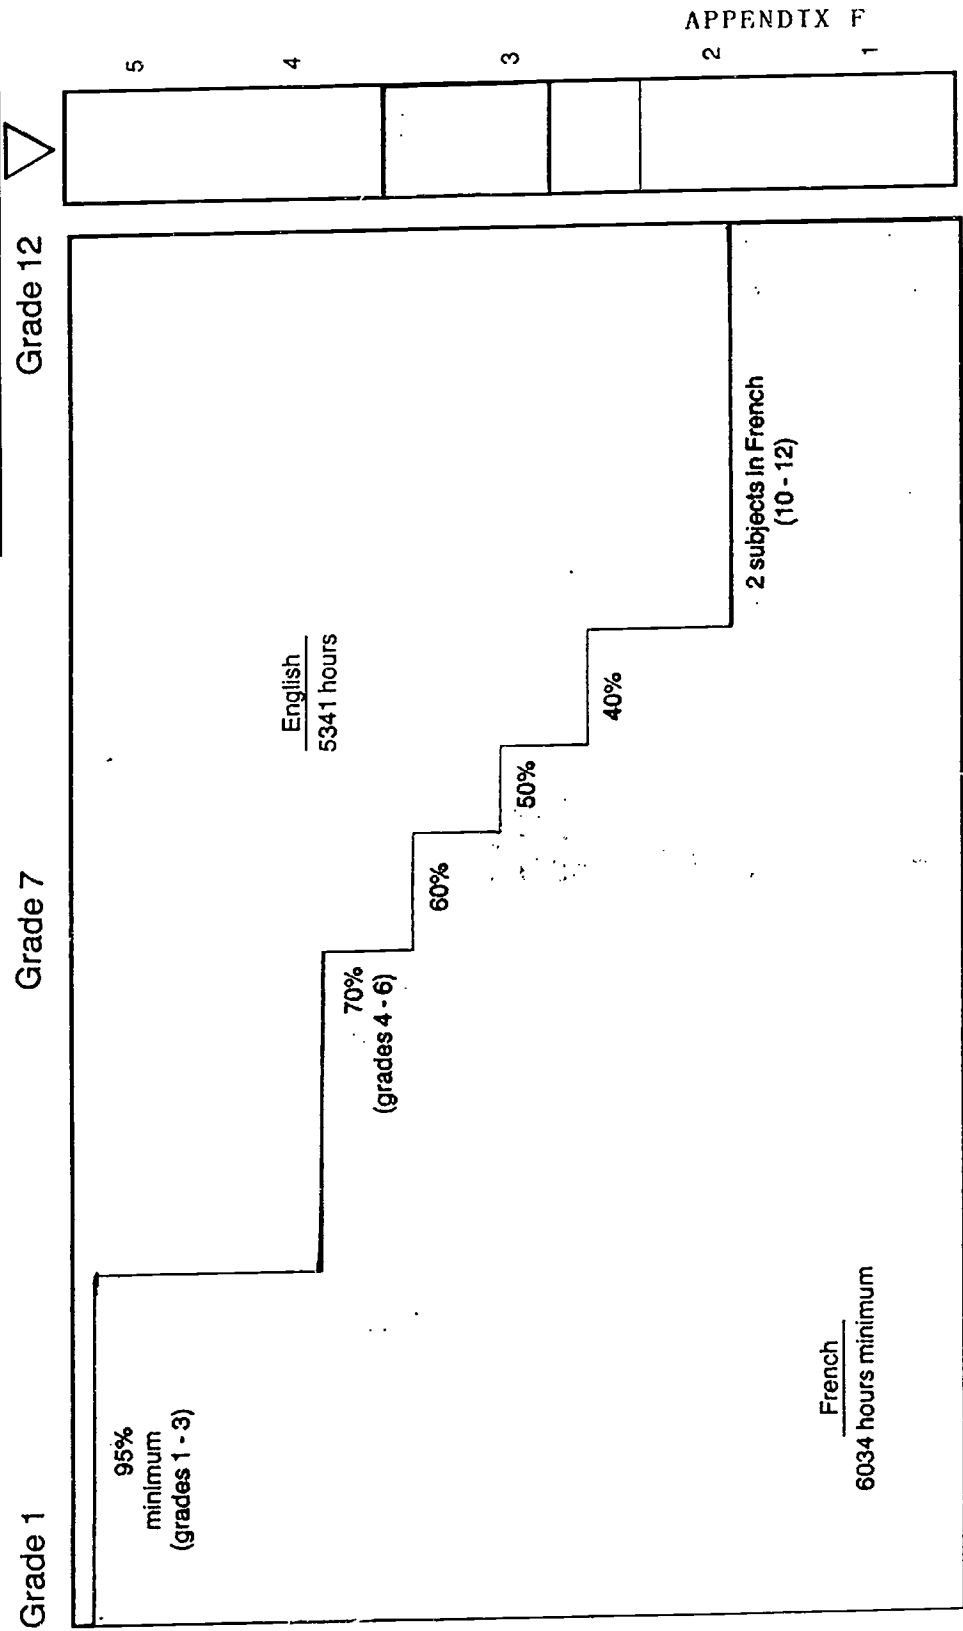 APPENDIX F
Grade 1
Grade 7
Grade 12
95%
minimum
(grades 1 - 3)
70%
(grades 4 - 6)
60%
50%
40%
2 subjects in French
(10 - 12)
English
5341 hours
French
6034 hours minimum
5
4
3
2
1